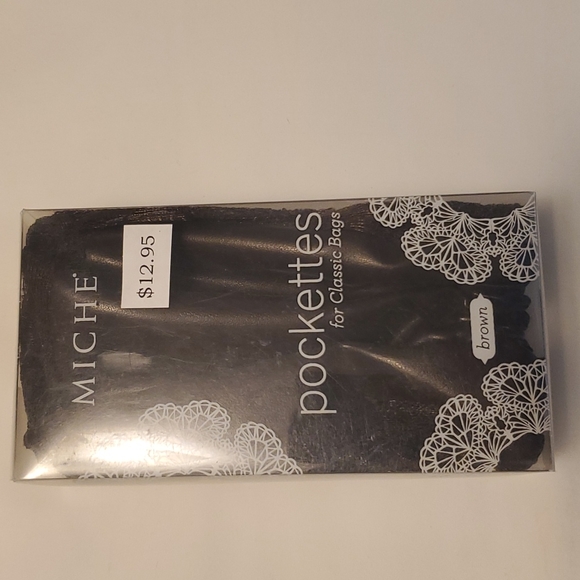 MICHE®
$12.95
pockettes
for Classic Bags
brown